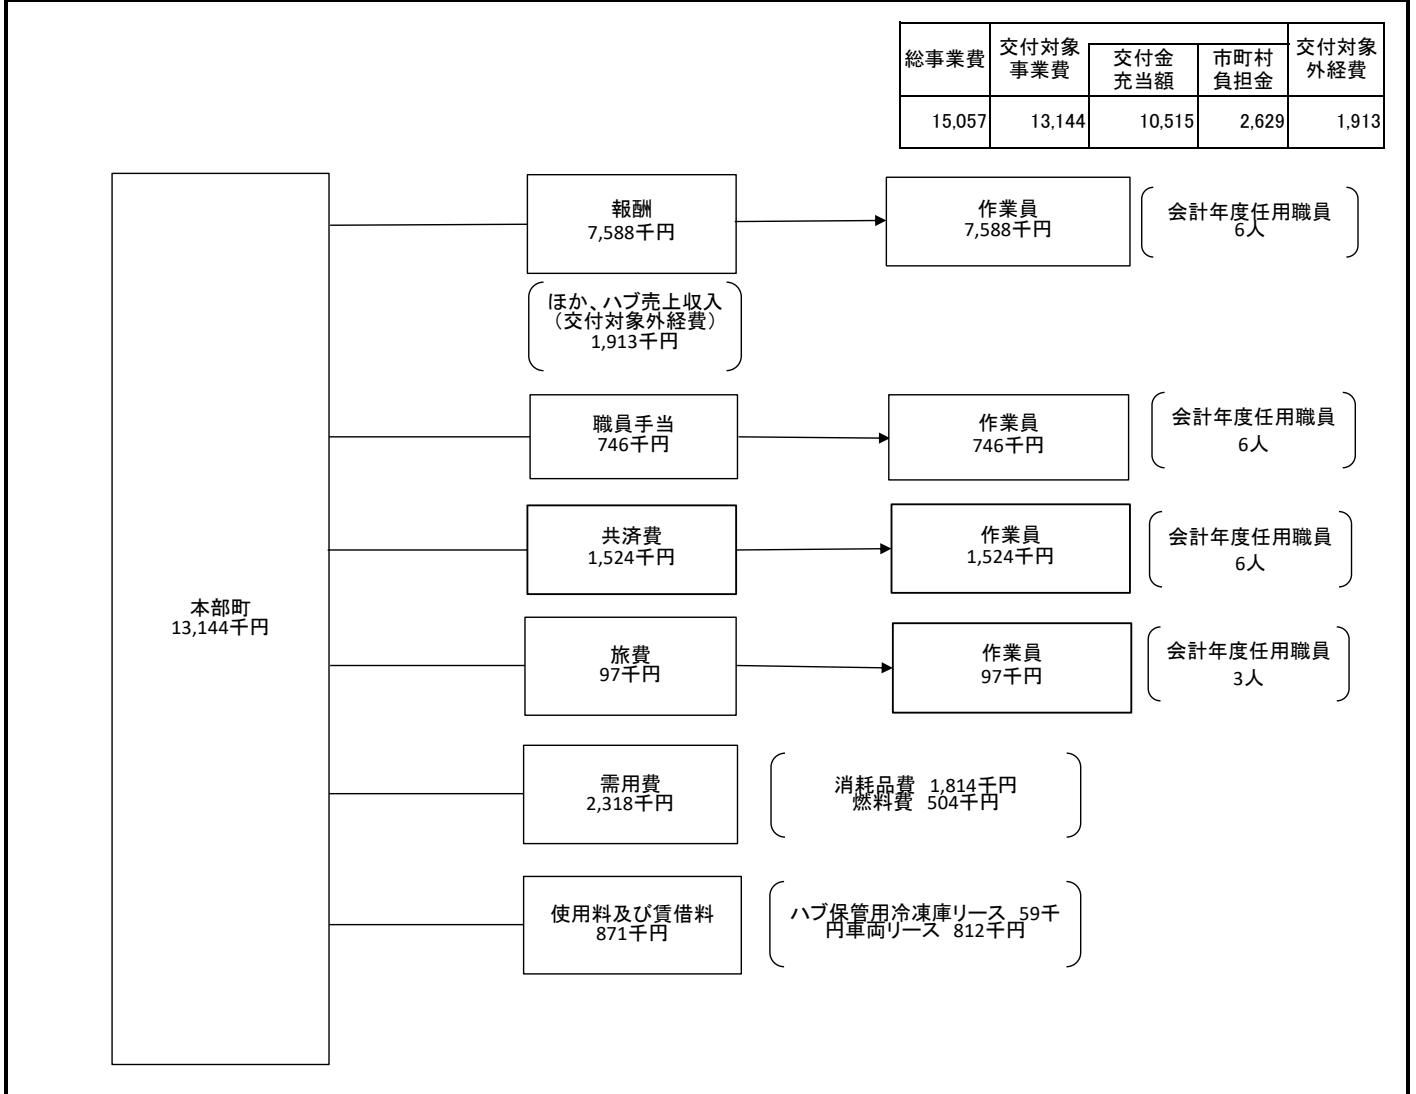 総事業費
交付対象
事業費
交付金
充当額
市町村
負担金
交付対象
外経費
15,057
13,144
10,515
2,629
1,913
本部町
13,144千円
報酬
7,588千円
作業員
7,588千円
会計年度任用職員
6人
ほか、ハブ売上収入
（交付対象外経費）
1,913千円
職員手当
746千円
作業員
746千円
会計年度任用職員
6人
共済費
1,524千円
作業員
1,524千円
会計年度任用職員
6人
旅費
97千円
作業員
97千円
会計年度任用職員
3人
需用費
2,318千円
消耗品費 1,814千円
燃料費 504千円
使用料及び賃借料
871千円
ハブ保管用冷凍庫リース 59千
円車両リース 812千円